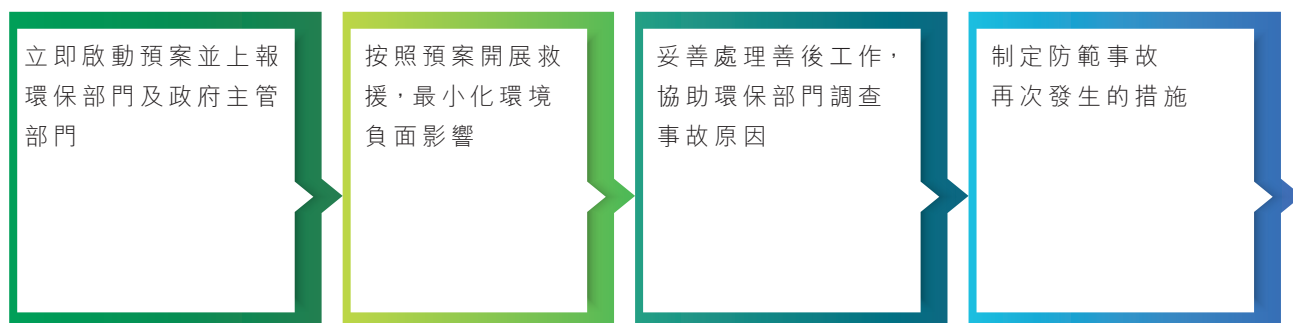 立即啟動預案並上報
環保部門及政府主管
部門
按照預案開展救
援，最小化環境
負面影響
妥善處理善後工作，
協助環保部門調查
事故原因
制定防範事故
再次發生的措施